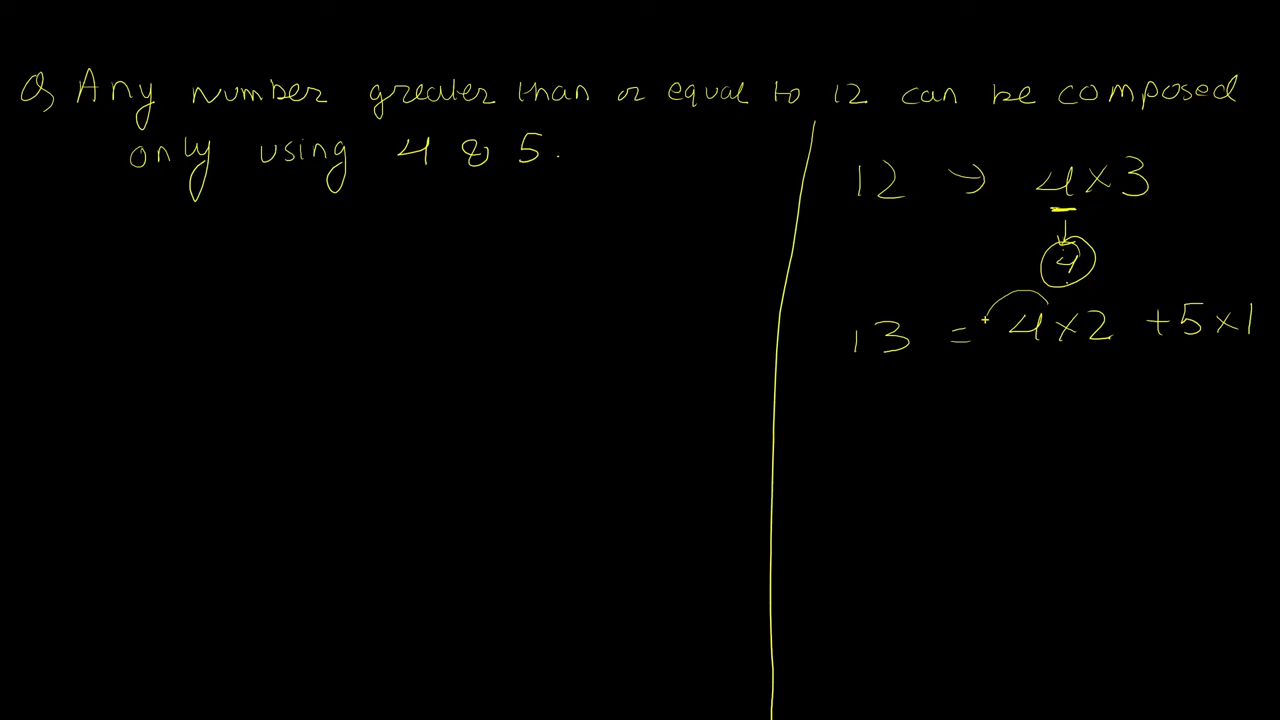 Q, Any number greater than or equal to 12 can be composed
only using 4 & 5.
12 → 4×3
4
13 = 4×2 +5×1